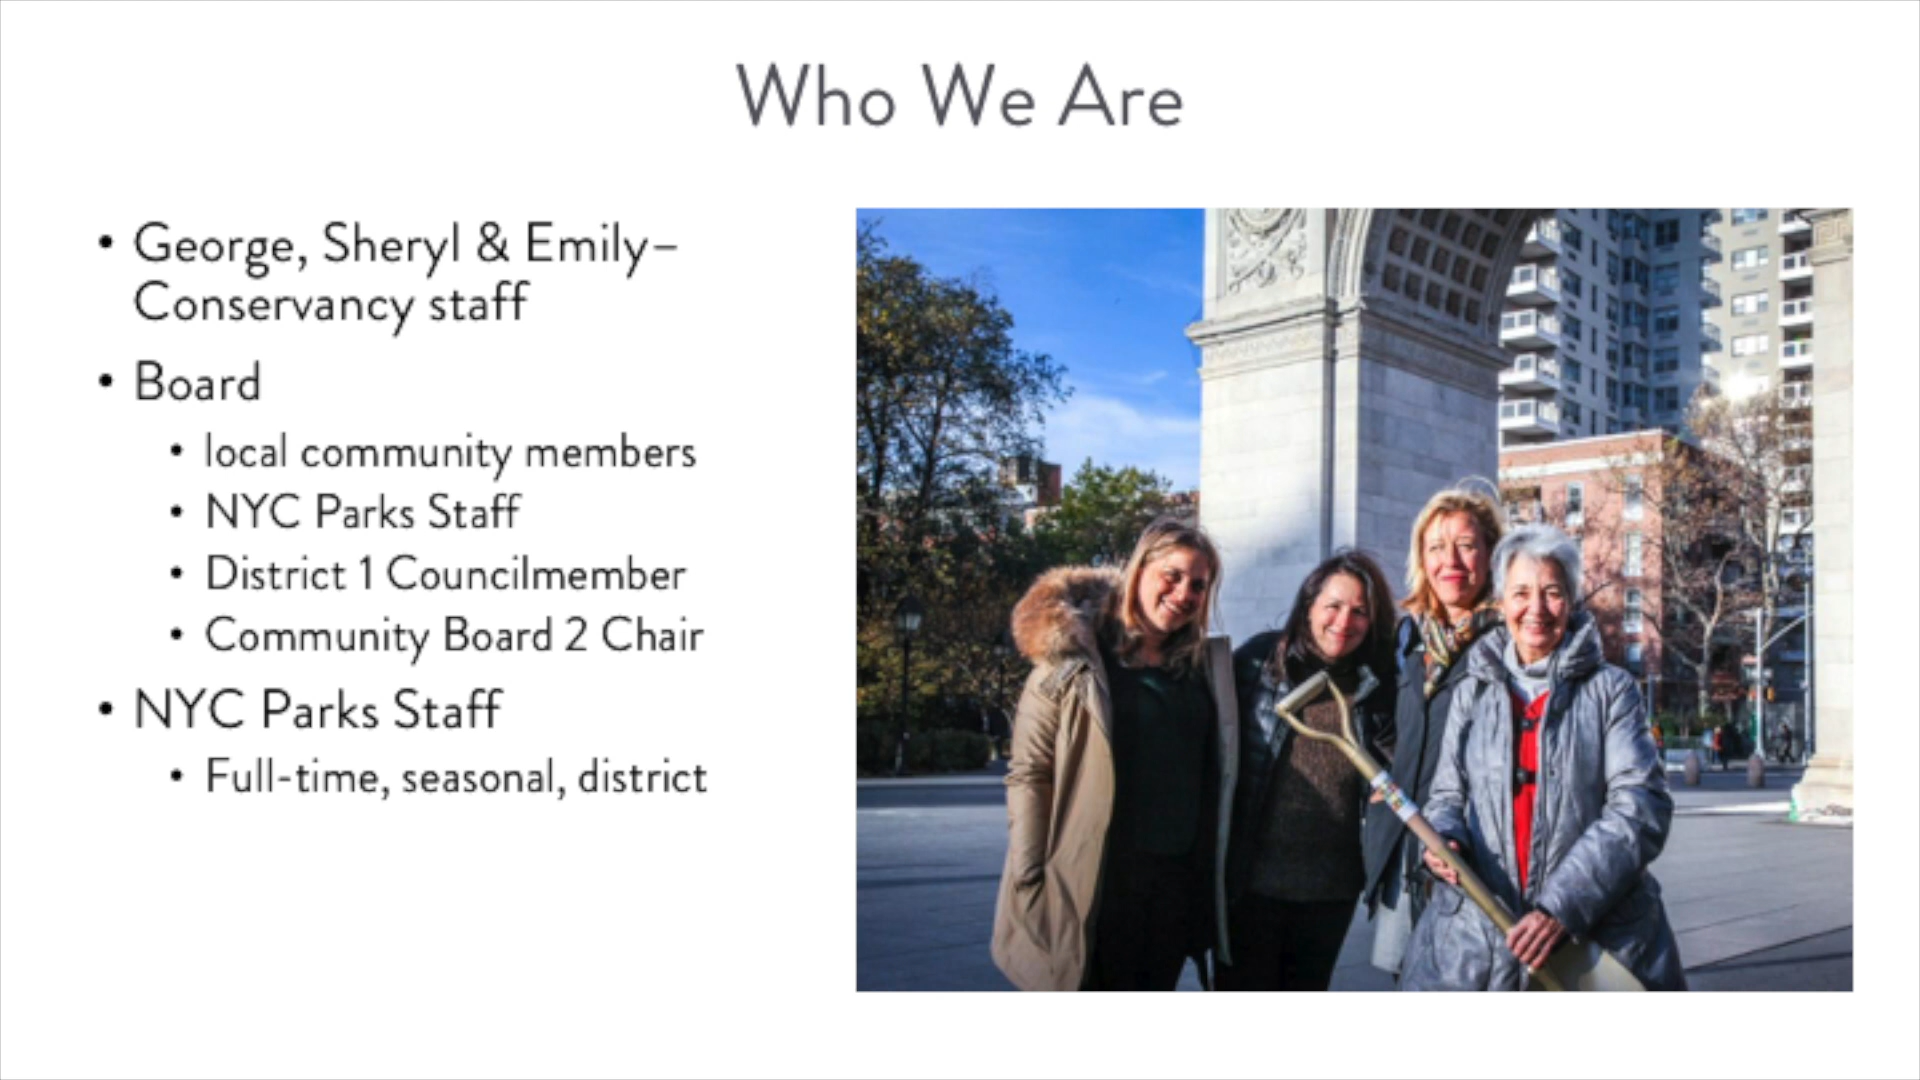 Who We Are
• George, Sheryl & Emily–
Conservancy staff
• Board
• local community members
• NYC Parks Staff
• District 1 Councilmember
• Community Board 2 Chair
• NYC Parks Staff
• Full-time, seasonal, district